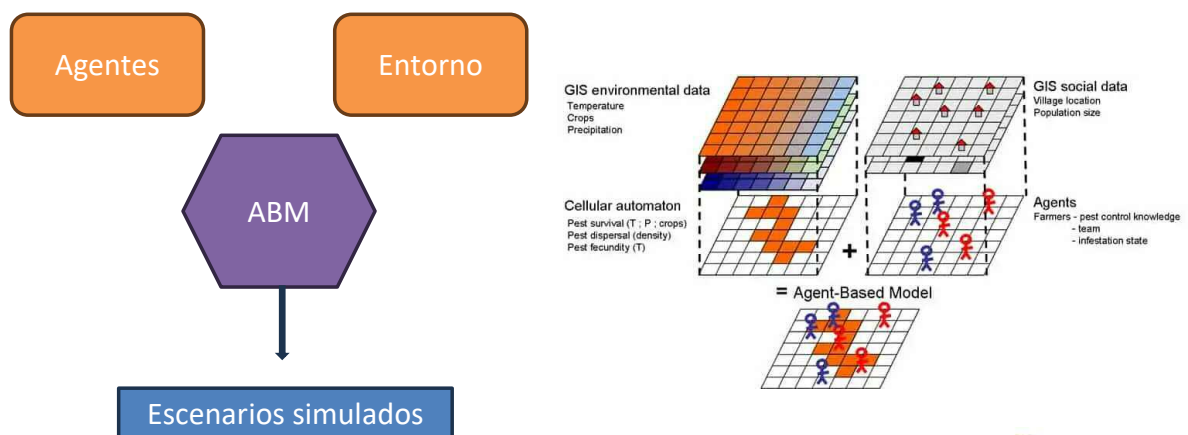 Agentes
Entorno
ABM
Escenarios simulados
GIS environmental data
Temperature
Crops
Precipitation
GIS social data
Village location
Population size
Cellular automaton
Pest survival (T ; P ; crops)
Pest dispersal (density)
Pest fecundity (T)
+
Agents
Farmers - pest control knowledge
- team
- infestation state
= Agent-Based Model